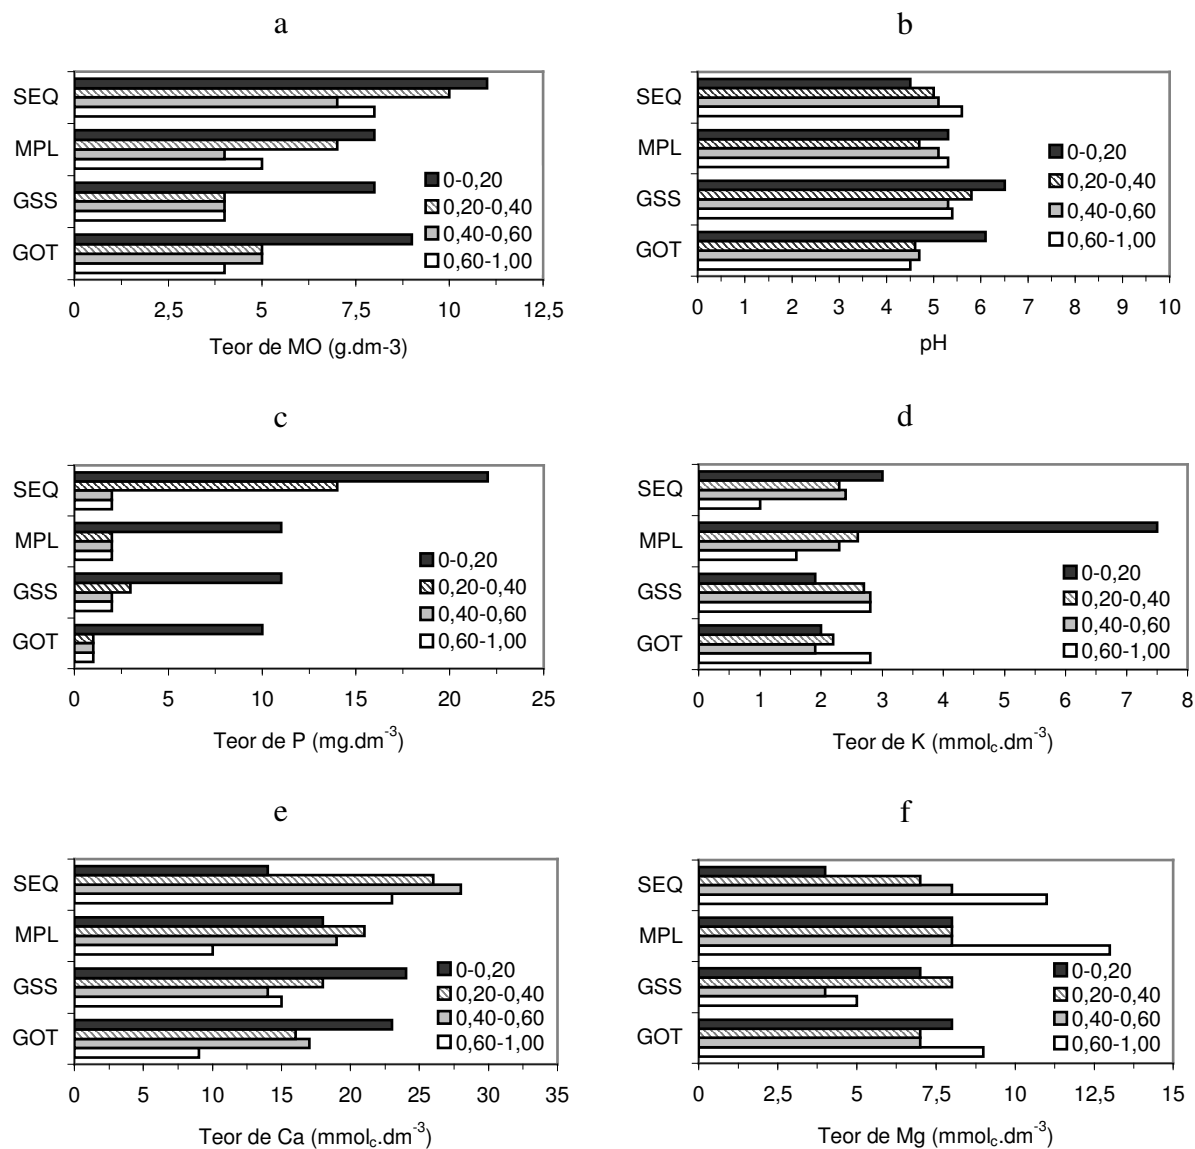 a
SEQ
MPL
GSS
GOT
0-0,20
0,20-0,40
0,40-0,60
0,60-1,00
0 2,5 5 7,5 10 12,5
Teor de MO (g.dm-3)
b
SEQ
MPL
GSS
GOT
0-0,20
0,20-0,40
0,40-0,60
0,60-1,00
0 1 2 3 4 5 6 7 8 9 10
pH
c
SEQ
MPL
GSS
GOT
0-0,20
0,20-0,40
0,40-0,60
0,60-1,00
0 5 10 15 20 25
Teor de P (mg.dm⁻³)
d
SEQ
MPL
GSS
GOT
0-0,20
0,20-0,40
0,40-0,60
0,60-1,00
0 1 2 3 4 5 6 7 8
Teor de K (mmol꜀.dm⁻³)
e
SEQ
MPL
GSS
GOT
0-0,20
0,20-0,40
0,40-0,60
0,60-1,00
0 5 10 15 20 25 30 35
Teor de Ca (mmol꜀.dm⁻³)
f
SEQ
MPL
GSS
GOT
0-0,20
0,20-0,40
0,40-0,60
0,60-1,00
0 2,5 5 7,5 10 12,5 15
Teor de Mg (mmol꜀.dm⁻³)